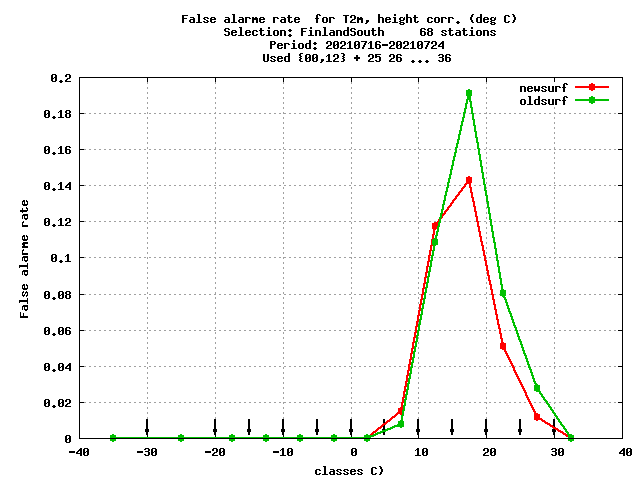 False alarme rate  for T2m, height corr. (deg C)
Selection: FinlandSouth     68 stations
Period: 20210716-20210724
Used {00,12} + 25 26 ... 36
newsurf
oldsurf
0.2
0.18
0.16
0.14
0.12
0.1
0.08
0.06
0.04
0.02
0
False alarme rate
-40 -30 -20 -10 0 10 20 30 40
classes C)